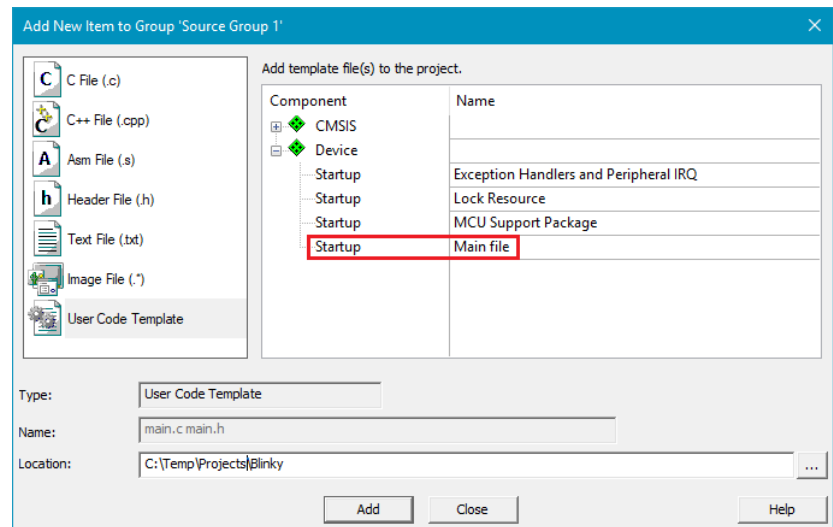 Add New Item to Group 'Source Group 1'
C File (.c)
C++ File (.cpp)
Asm File (.s)
Header File (.h)
Text File (.txt)
Image File (.*)
User Code Template
Add template file(s) to the project.
Component Name
CMSIS
Device
Startup Exception Handlers and Peripheral IRQ
Startup Lock Resource
Startup MCU Support Package
Startup Main file
Type: User Code Template
Name: main.c main.h
Location: C:\Temp\Projects\Blinky ...
Add Close Help